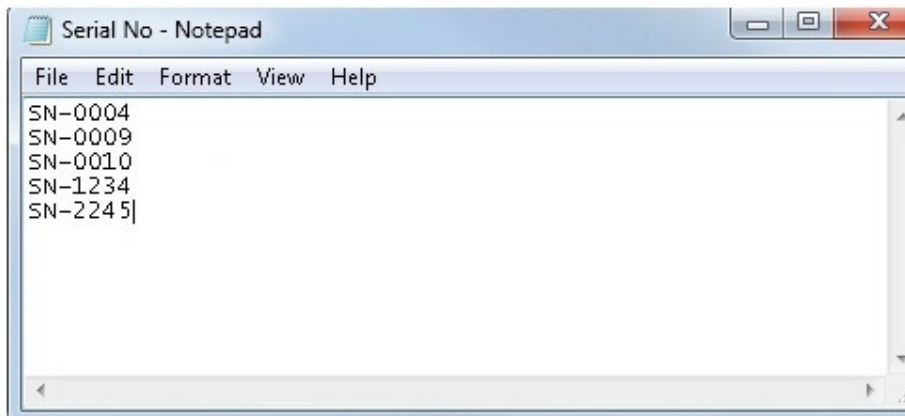 Serial No - Notepad
File Edit Format View Help
SN-0004
SN-0009
SN-0010
SN-1234
SN-2245